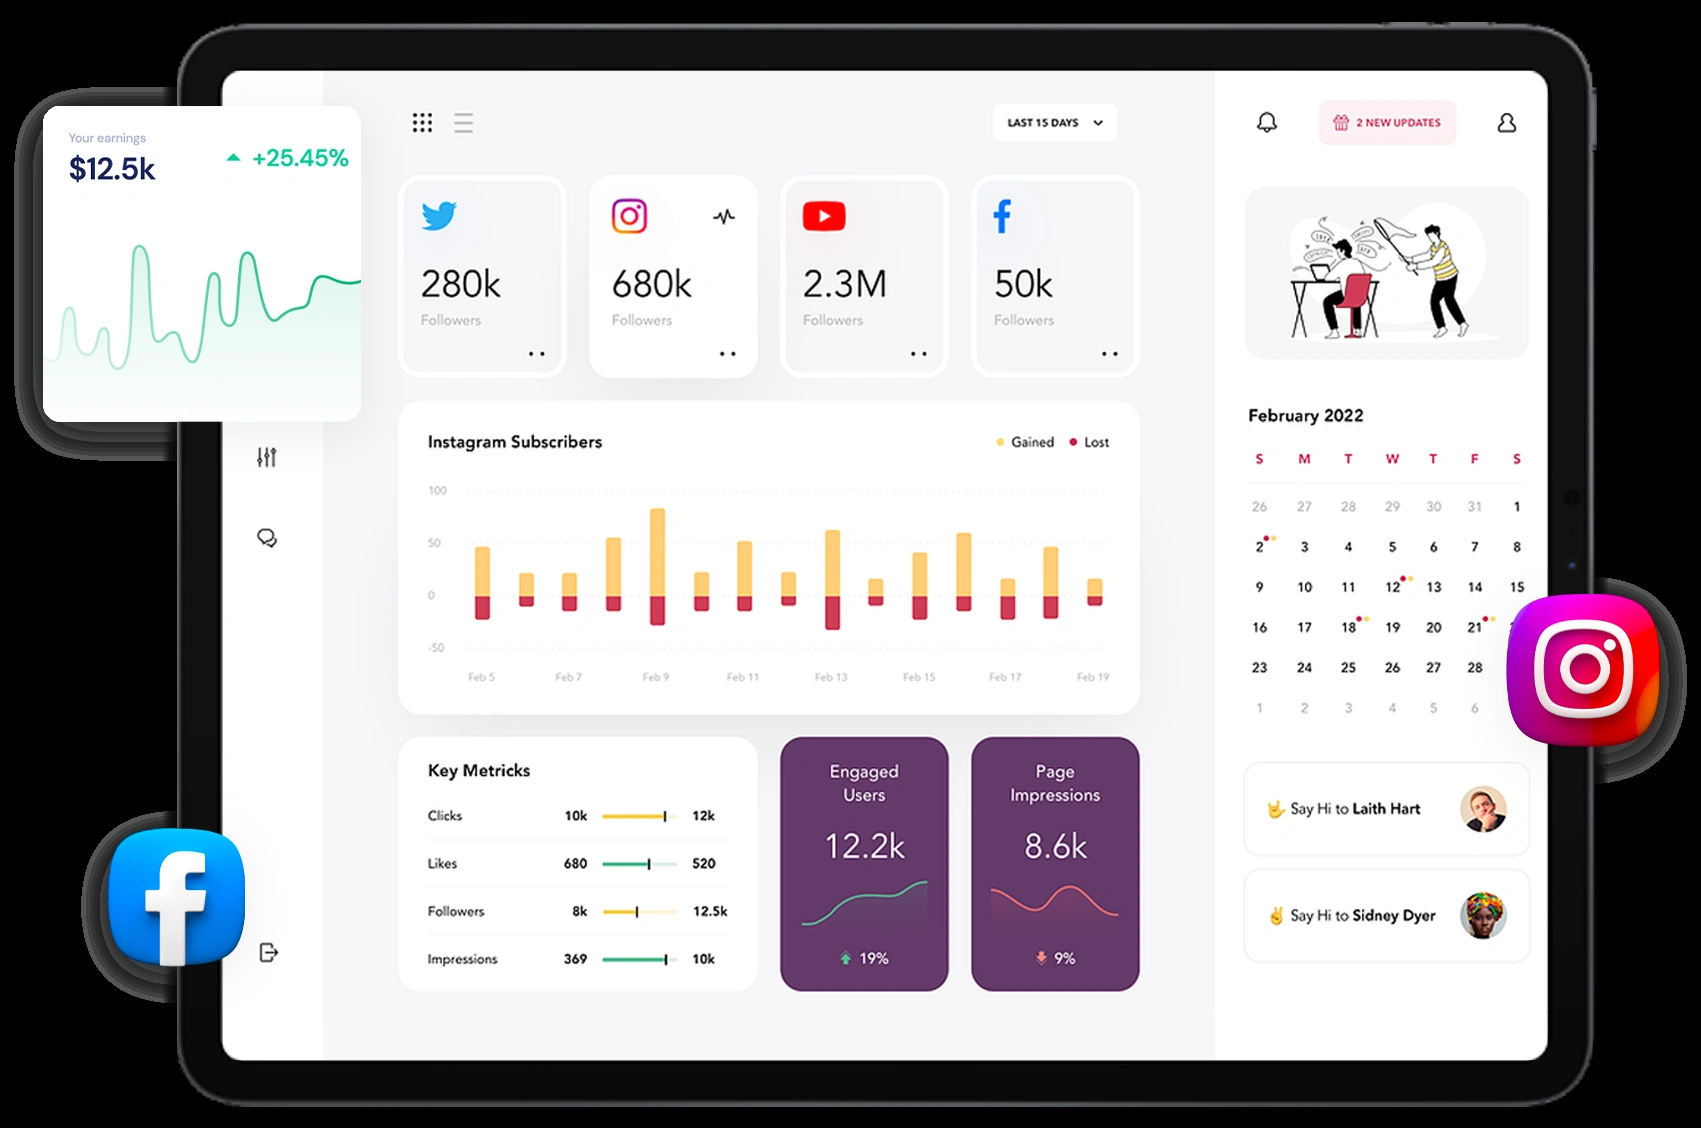 Your earnings
$12.5k
+25.45%
LAST 15 DAYS
2 NEW UPDATES
280k
Followers
680k
Followers
2.3M
Followers
50k
Followers
Instagram Subscribers
Gained
Lost
100
50
0
-50
Feb 5
Feb 7
Feb 9
Feb 11
Feb 13
Feb 15
Feb 17
Feb 19
Key Metricks
Clicks 10k 12k
Likes 680 520
Followers 8k 12.5k
Impressions 369 10k
Engaged
Users
12.2k
19%
Page
Impressions
8.6k
9%
February 2022
S M T W T F S
26 27 28 29 30 31 1
2 3 4 5 6 7 8
9 10 11 12 13 14 15
16 17 18 19 20 21
23 24 25 26 27 28
1 2 3 4 5 6
Say Hi to Laith Hart
Say Hi to Sidney Dyer